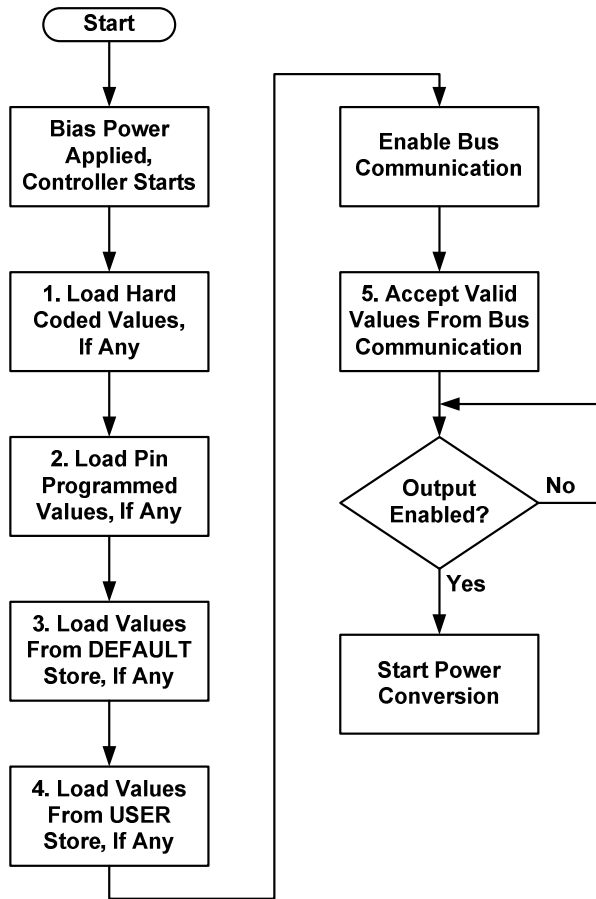 Start
Bias Power
Applied,
Controller Starts
1. Load Hard
Coded Values,
If Any
2. Load Pin
Programmed
Values, If Any
3. Load Values
From DEFAULT
Store, If Any
4. Load Values
From USER
Store, If Any
Enable Bus
Communication
5. Accept Valid
Values From Bus
Communication
Output
Enabled?
No
Yes
Start Power
Conversion